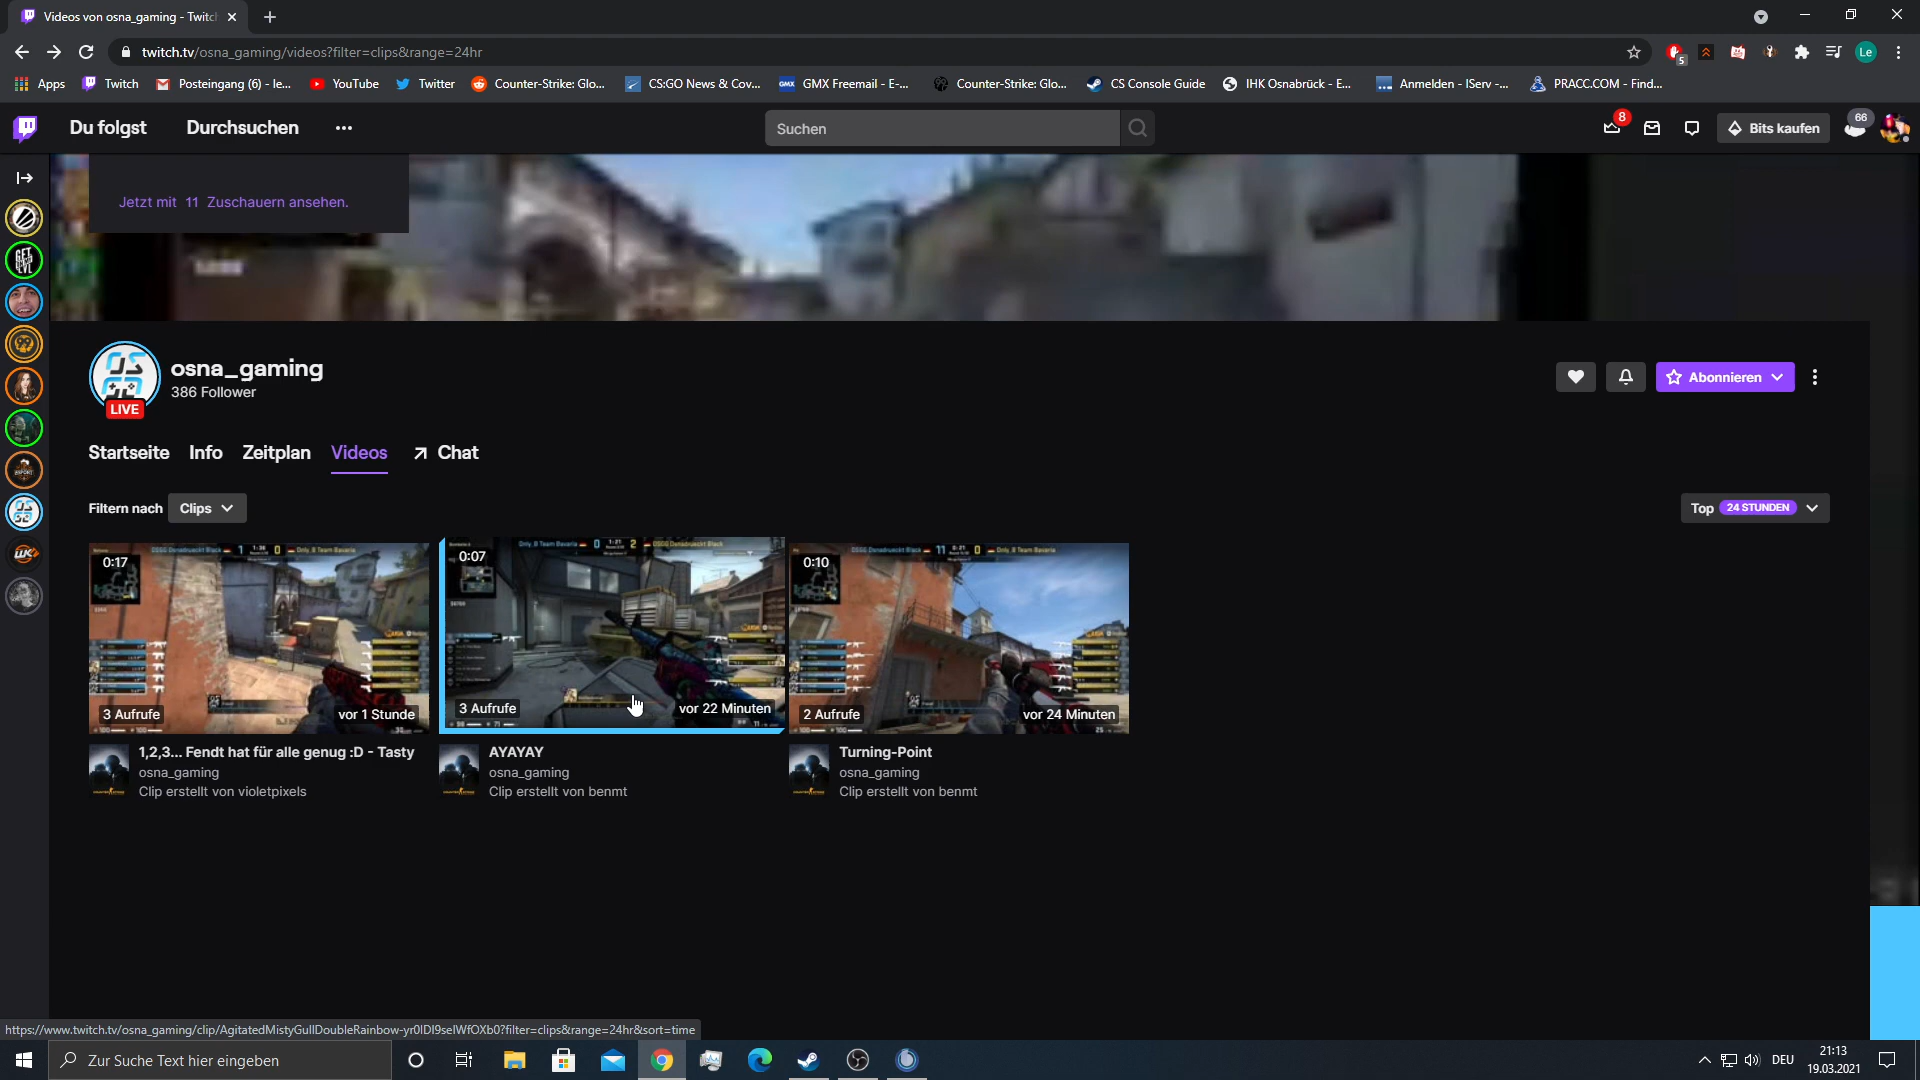 Videos von osna_gaming - Twitc
twitch.tv/osna_gaming/videos?filter=clips&range=24hr
5
Le
Apps
Twitch
Posteingang (6) - le...
YouTube
Twitter
Counter-Strike: Glo...
CS:GO News & Cov...
GMX Freemail - E-...
Counter-Strike: Glo...
CS Console Guide
IHK Osnabrück - E...
Anmelden - IServ -...
PRACC.COM - Find...
Du folgst
Durchsuchen
Suchen
8
Bits kaufen
66
Jetzt mit 11 Zuschauern ansehen.
osna_gaming
386 Follower
LIVE
Abonnieren
Startseite
Info
Zeitplan
Videos
Chat
Filtern nach
Clips
Top
24 STUNDEN
0:17
3 Aufrufe
vor 1 Stunde
0:07
3 Aufrufe
vor 22 Minuten
0:10
2 Aufrufe
vor 24 Minuten
1,2,3... Fendt hat für alle genug :D - Tasty
osna_gaming
Clip erstellt von violetpixels
AYAYAY
osna_gaming
Clip erstellt von benmt
Turning-Point
osna_gaming
Clip erstellt von benmt
https://www.twitch.tv/osna_gaming/clip/AgitatedMistyGullDoubleRainbow-yr0IDI9selWfOXb0?filter=clips&range=24hr&sort=time
Zur Suche Text hier eingeben
DEU
21:13
19.03.2021